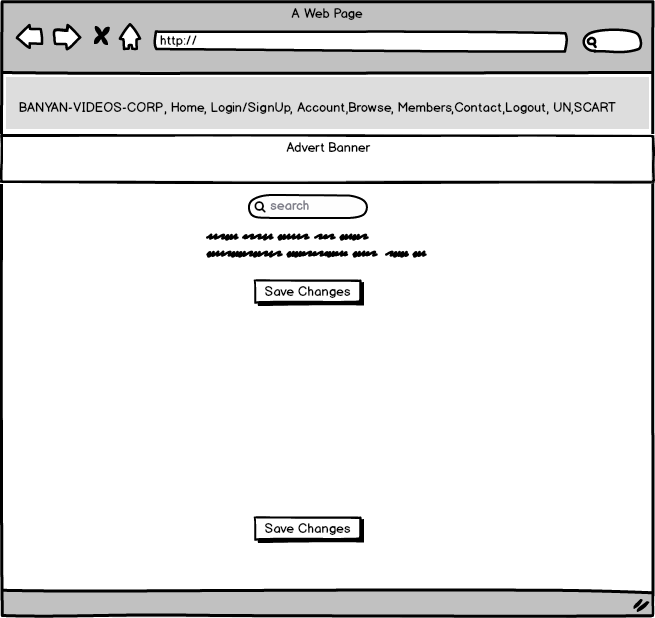 A Web Page
http://
BANYAN-VIDEOS-CORP, Home, Login/SignUp, Account,Browse, Members,Contact,Logout, UN,SCART
Advert Banner
search
Save Changes
Save Changes